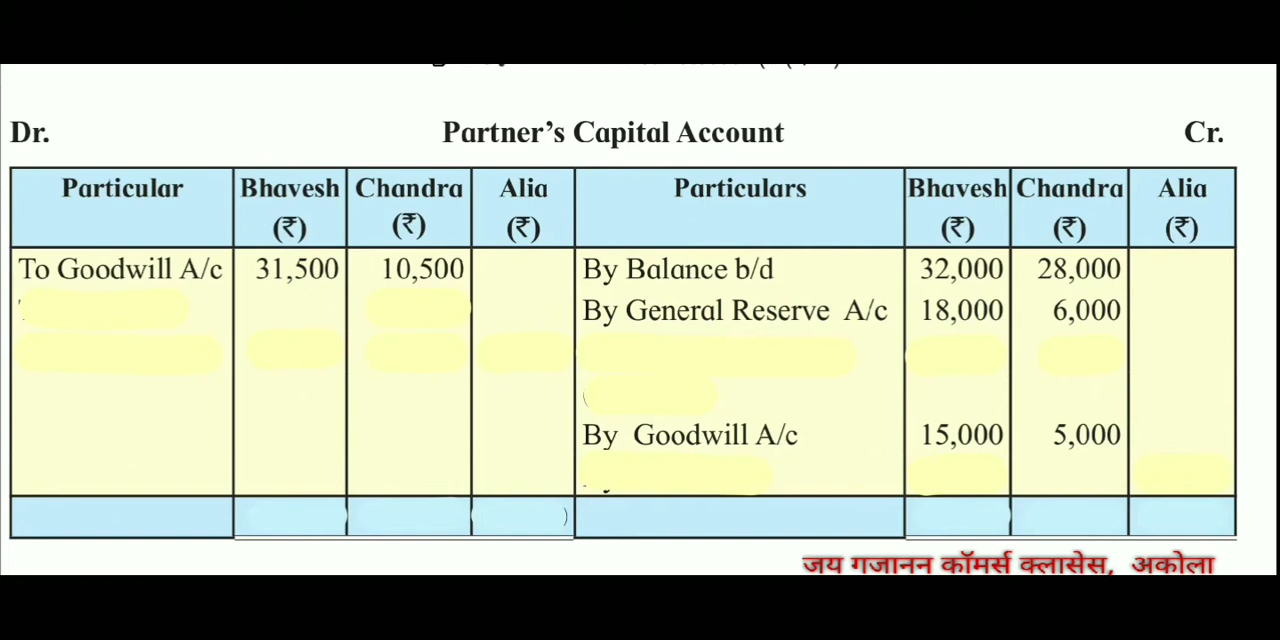 Dr. Partner's Capital Account Cr.
Particular Bhavesh (₹) Chandra (₹) Alia (₹) Particulars Bhavesh (₹) Chandra (₹) Alia (₹)
To Goodwill A/c 31,500 10,500 By Balance b/d 32,000 28,000
By General Reserve A/c 18,000 6,000
By Goodwill A/c 15,000 5,000
जय गजानन कॉमर्स क्लासेस, अकोला